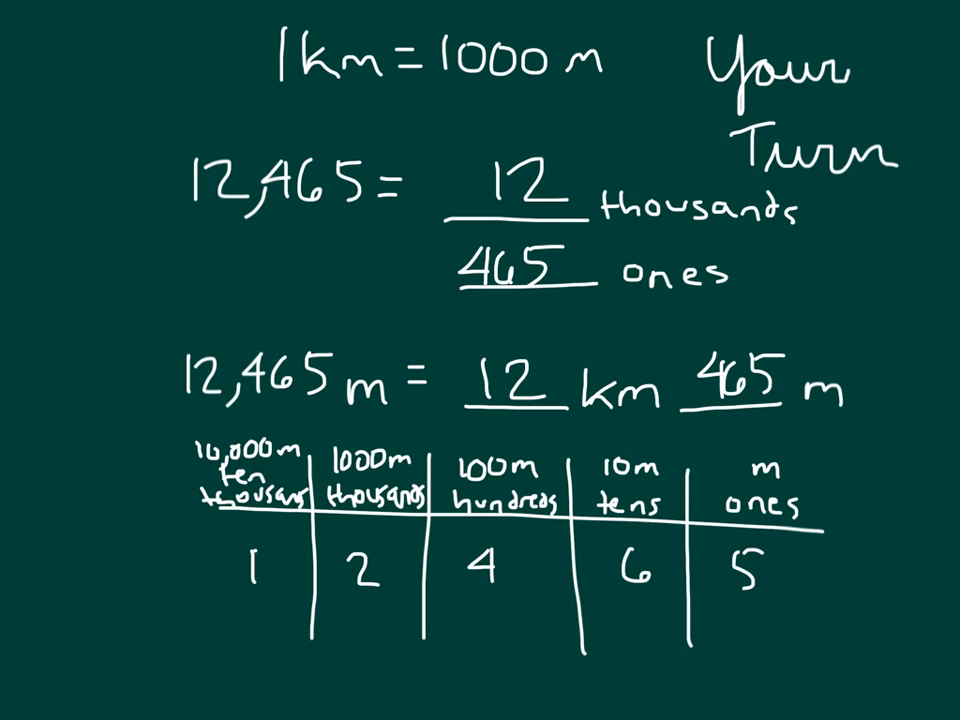 1km = 1000 m
Your
Turn
12,465 = 12 thousands
465 ones
12,465 m = 12 km 465 m
10,000m 1000m 100m 10m m
ten
thousans thousands hundreds tens ones
1 2 4 6 5